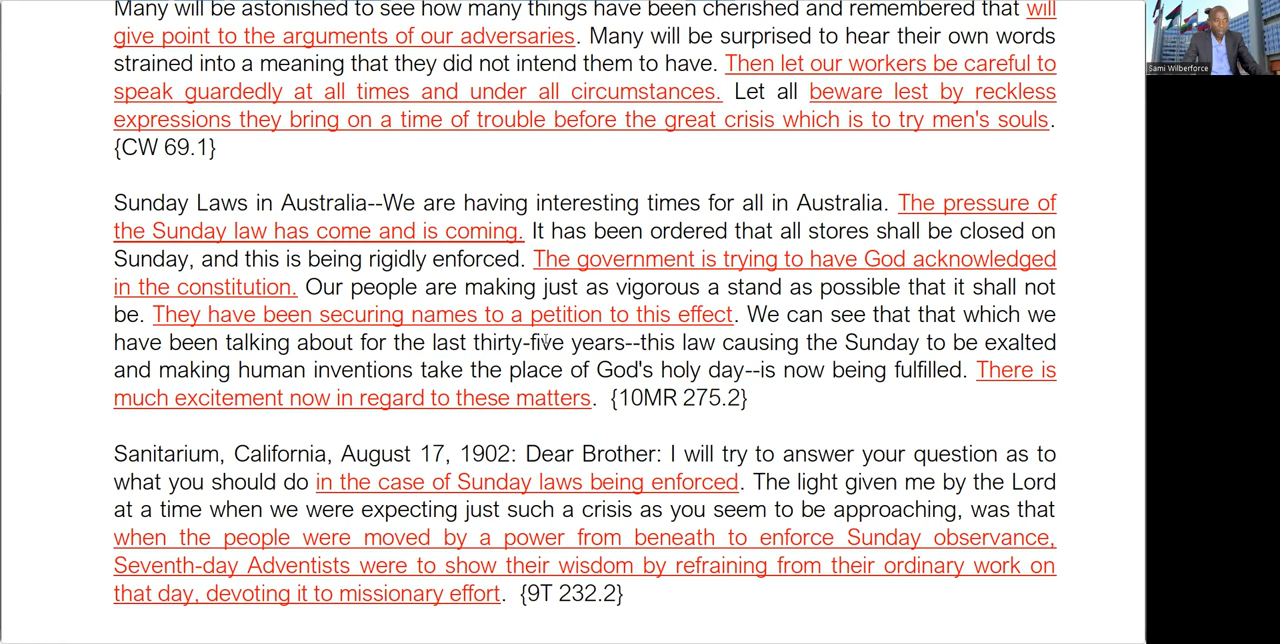 Many will be astonished to see how many things have been cherished and remembered that will
give point to the arguments of our adversaries. Many will be surprised to hear their own words
strained into a meaning that they did not intend them to have. Then let our workers be careful to
speak guardedly at all times and under all circumstances. Let all beware lest by reckless
expressions they bring on a time of trouble before the great crisis which is to try men's souls.
{CW 69.1}
Sunday Laws in Australia--We are having interesting times for all in Australia. The pressure of
the Sunday law has come and is coming. It has been ordered that all stores shall be closed on
Sunday, and this is being rigidly enforced. The government is trying to have God acknowledged
in the constitution. Our people are making just as vigorous a stand as possible that it shall not
be. They have been securing names to a petition to this effect. We can see that that which we
have been talking about for the last thirty-five years--this law causing the Sunday to be exalted
and making human inventions take the place of God's holy day--is now being fulfilled. There is
much excitement now in regard to these matters. {10MR 275.2}
Sanitarium, California, August 17, 1902: Dear Brother: I will try to answer your question as to
what you should do in the case of Sunday laws being enforced. The light given me by the Lord
at a time when we were expecting just such a crisis as you seem to be approaching, was that
when the people were moved by a power from beneath to enforce Sunday observance,
Seventh-day Adventists were to show their wisdom by refraining from their ordinary work on
that day, devoting it to missionary effort. {9T 232.2}
Sami Wilberforce